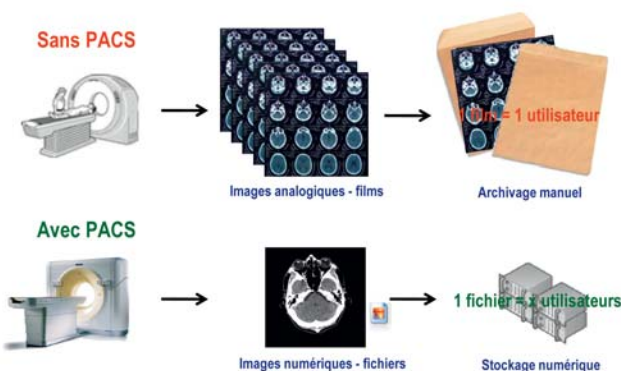 Sans PACS
1 film = 1 utilisateur
Images analogiques - films
Archivage manuel
Avec PACS
1 fichier = x utilisateurs
Images numériques - fichiers
Stockage numérique